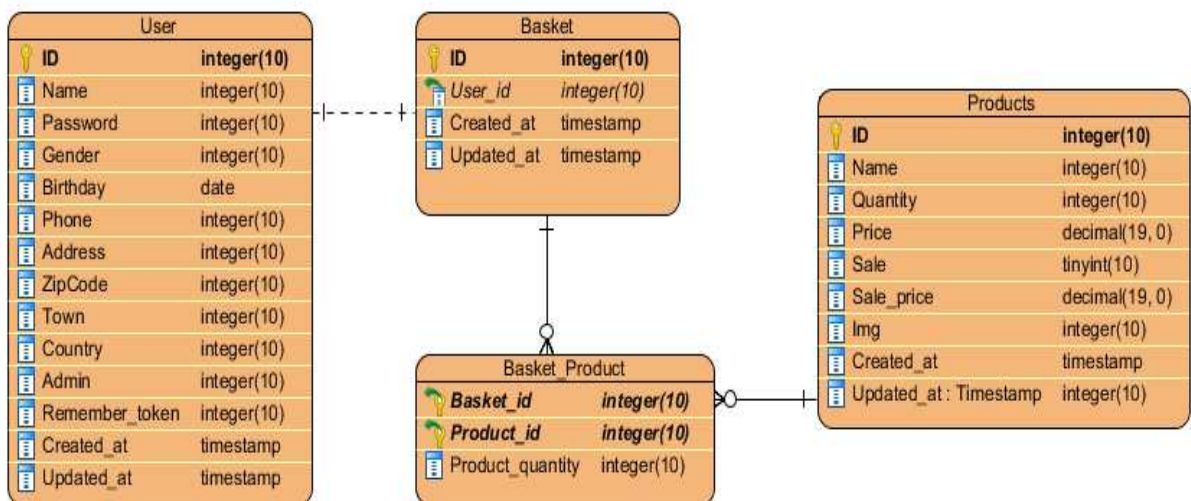 User
ID integer(10)
Name integer(10)
Password integer(10)
Gender integer(10)
Birthday date
Phone integer(10)
Address integer(10)
ZipCode integer(10)
Town integer(10)
Country integer(10)
Admin integer(10)
Remember_token integer(10)
Created_at timestamp
Updated_at timestamp
Basket
ID integer(10)
User_id integer(10)
Created_at timestamp
Updated_at timestamp
Basket_Product
Basket_id integer(10)
Product_id integer(10)
Product_quantity integer(10)
Products
ID integer(10)
Name integer(10)
Quantity integer(10)
Price decimal(19, 0)
Sale tinyint(10)
Sale_price decimal(19, 0)
Img integer(10)
Created_at timestamp
Updated_at : Timestamp integer(10)